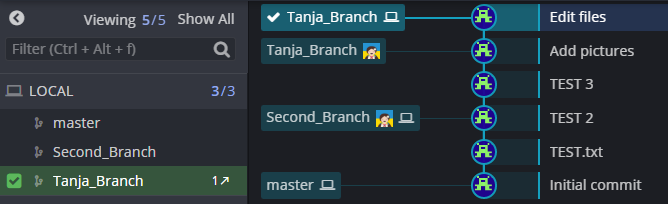 Viewing 5/5 Show All
Filter (Ctrl + Alt + f)
LOCAL 3/3
master
Second_Branch
Tanja_Branch 1↗
Tanja_Branch Edit files
Tanja_Branch Add pictures
TEST 3
Second_Branch TEST 2
TEST.txt
master Initial commit